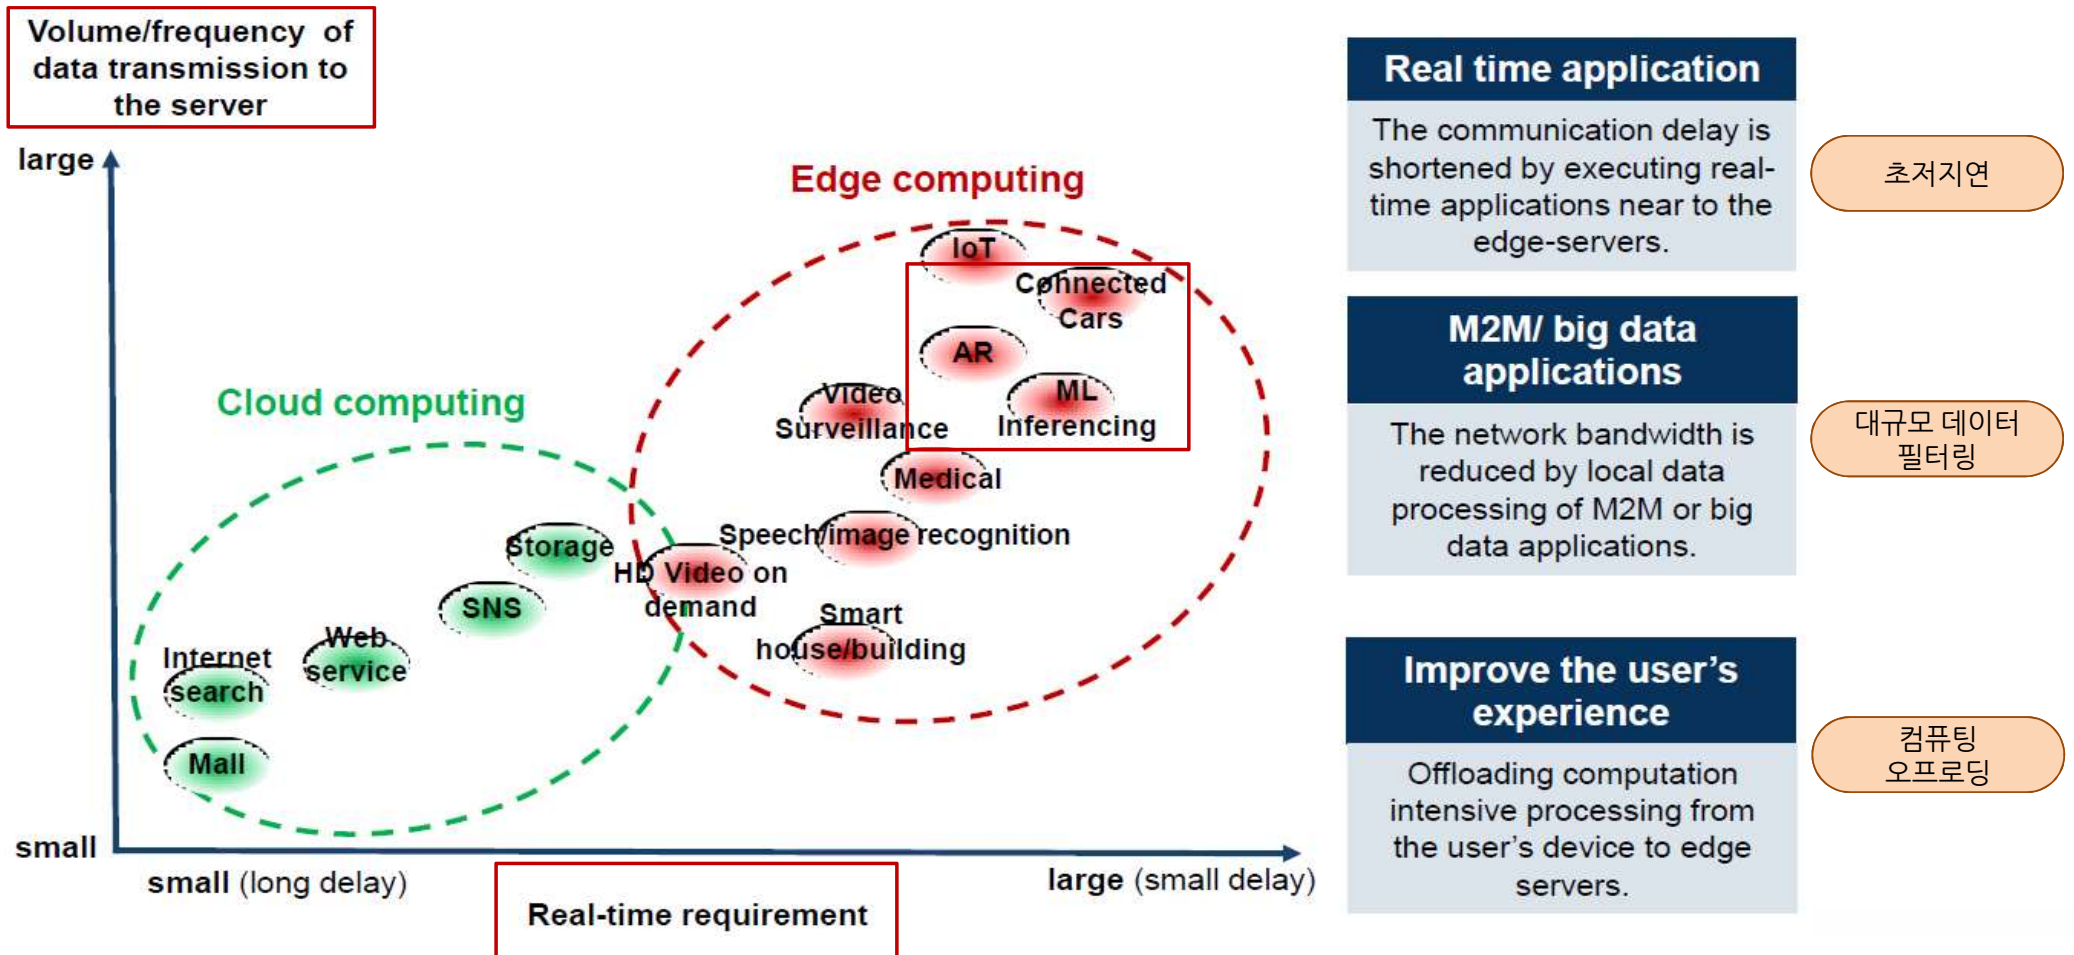 Volume/frequency of
data transmission to
the server
large
Edge computing
IoT
Connected
Cars
AR
ML
Inferencing
Video
Surveillance
Cloud computing
Medical
Speech/image recognition
Storage
HD Video on
demand
SNS
Smart
house/building
Web
service
Internet
search
Mall
small
small (long delay)
large (small delay)
Real-time requirement
Real time application
The communication delay is
shortened by executing real-
time applications near to the
edge-servers.
초저지연
M2M/ big data
applications
The network bandwidth is
reduced by local data
processing of M2M or big
data applications.
대규모 데이터
필터링
Improve the user’s
experience
Offloading computation
intensive processing from
the user’s device to edge
servers.
컴퓨팅
오프로딩